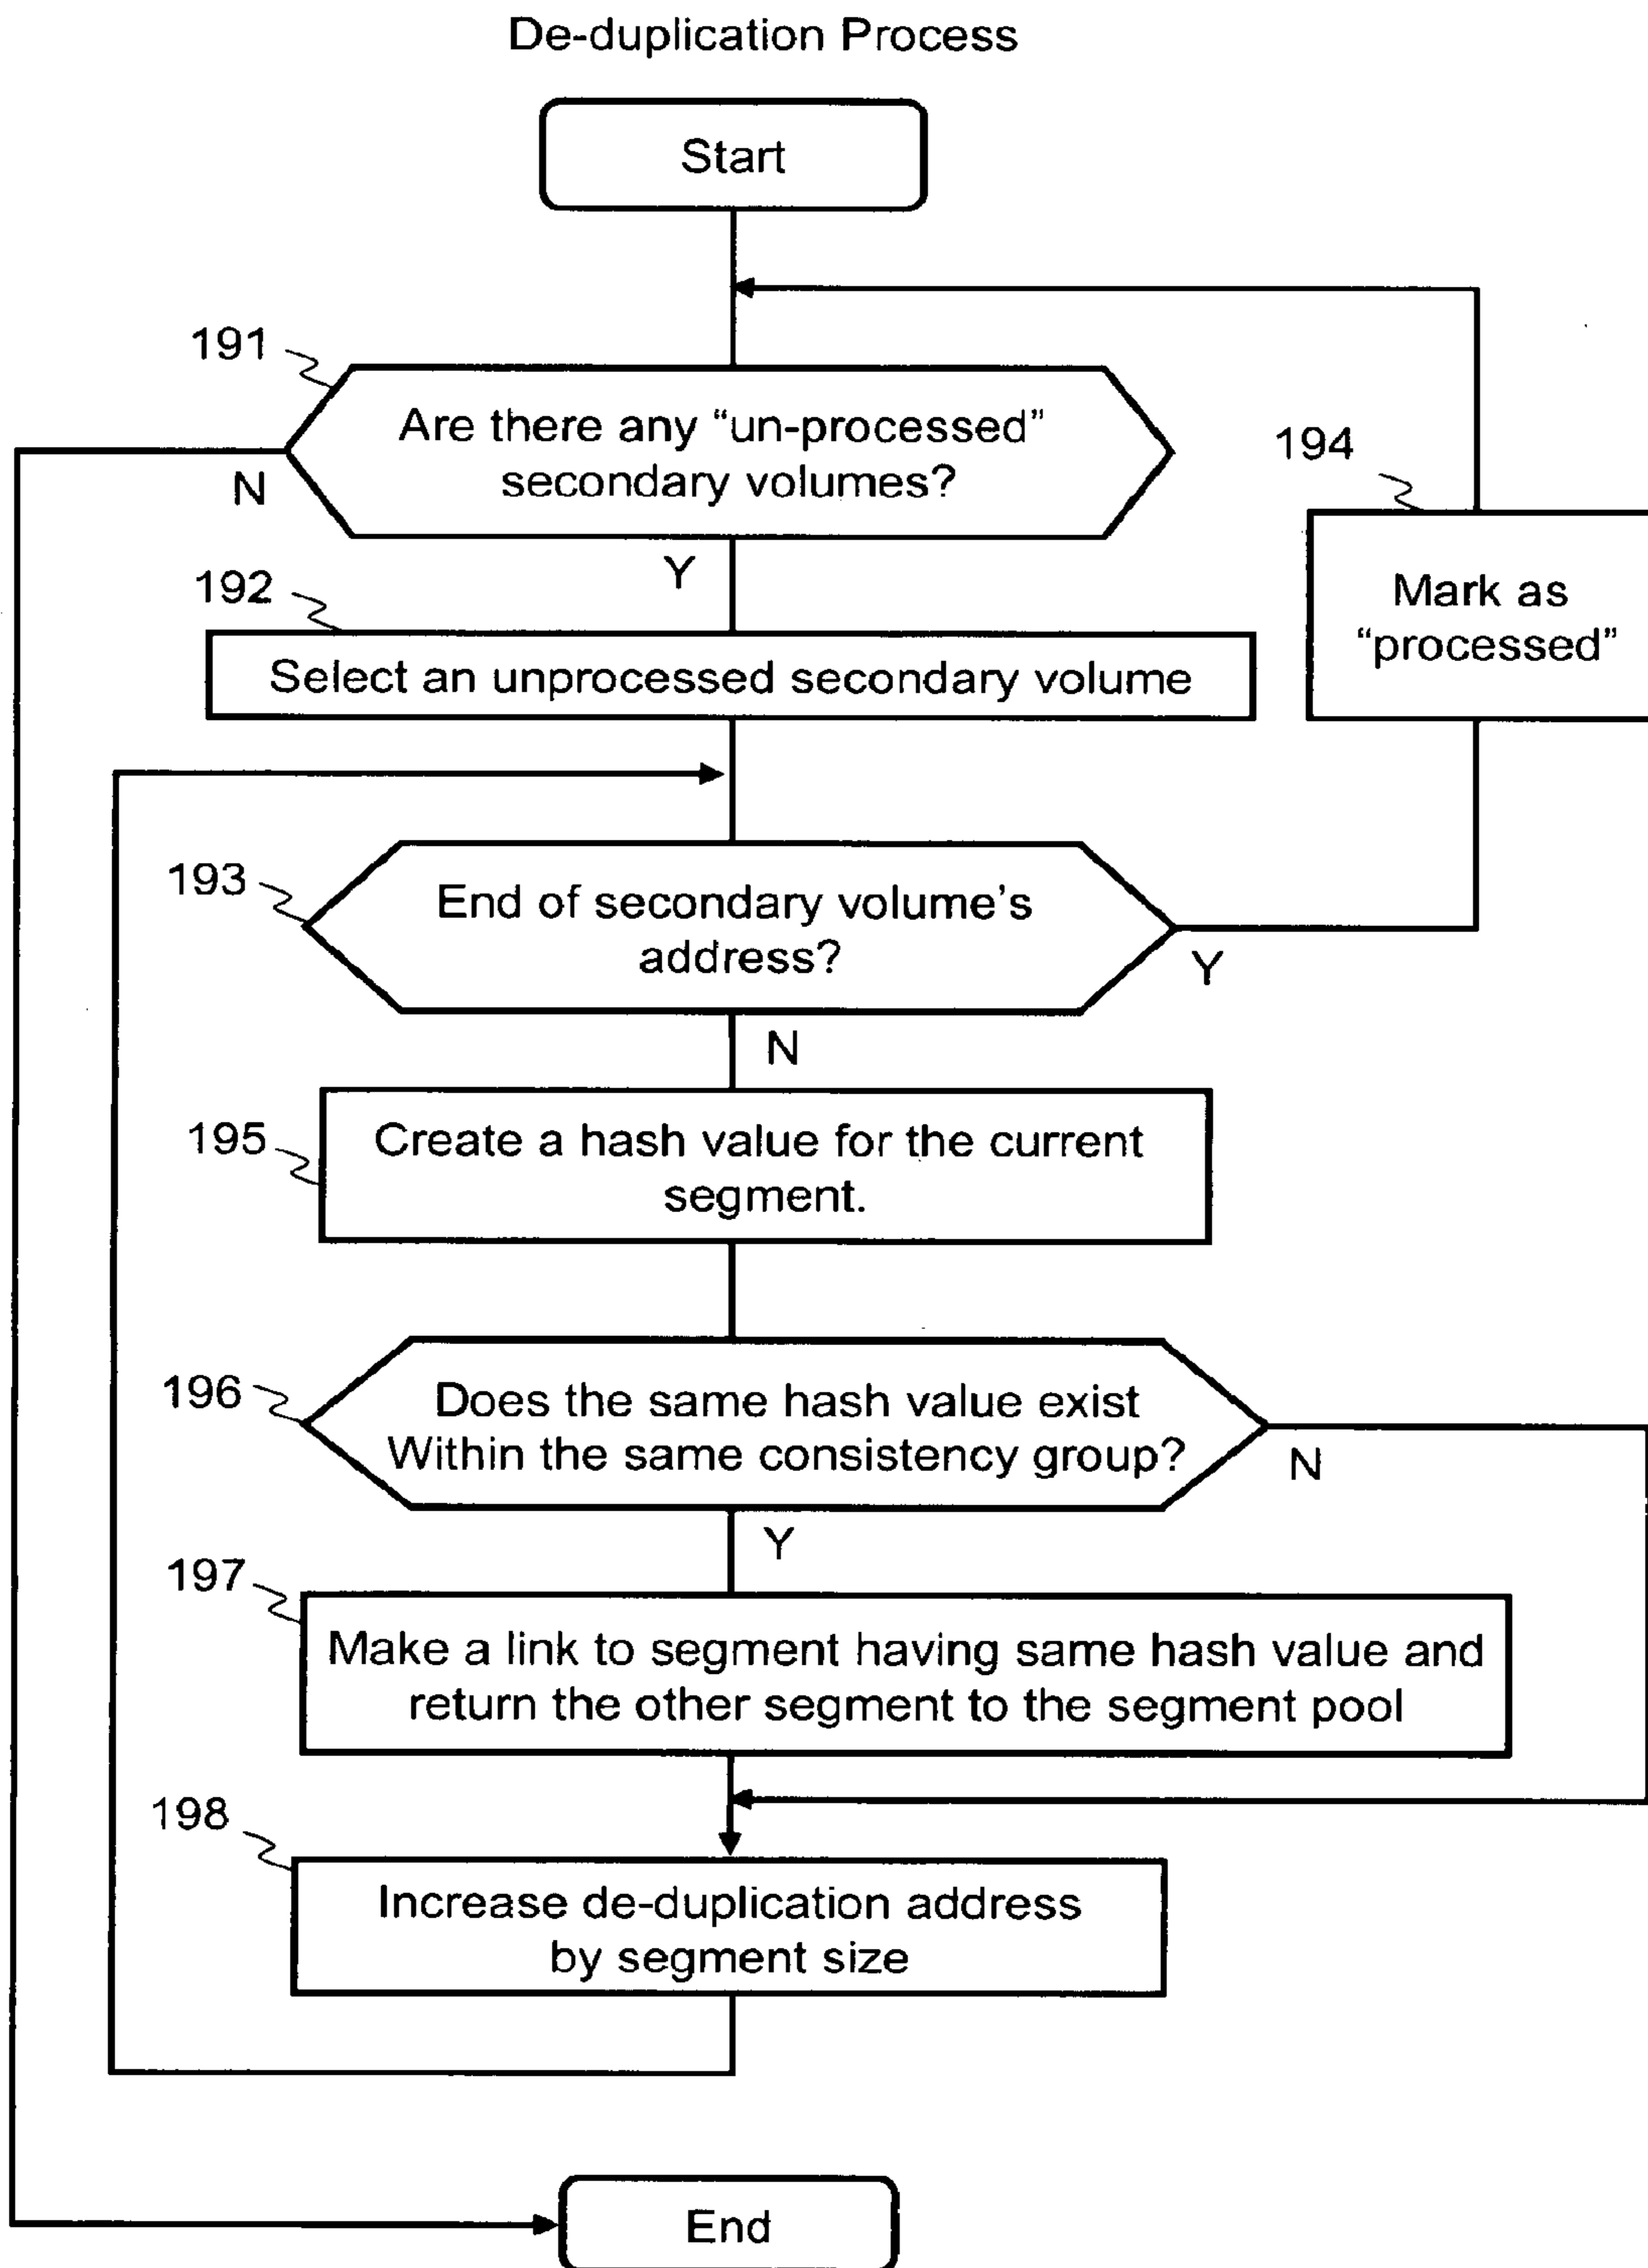 De-duplication Process
Start
191
Are there any “un-processed”
secondary volumes?
N
Y
194
Mark as
“processed”
192
Select an unprocessed secondary volume
193
End of secondary volume’s
address?
Y
N
195
Create a hash value for the current
segment.
196
Does the same hash value exist
Within the same consistency group?
N
Y
197
Make a link to segment having same hash value and
return the other segment to the segment pool
198
Increase de-duplication address
by segment size
End